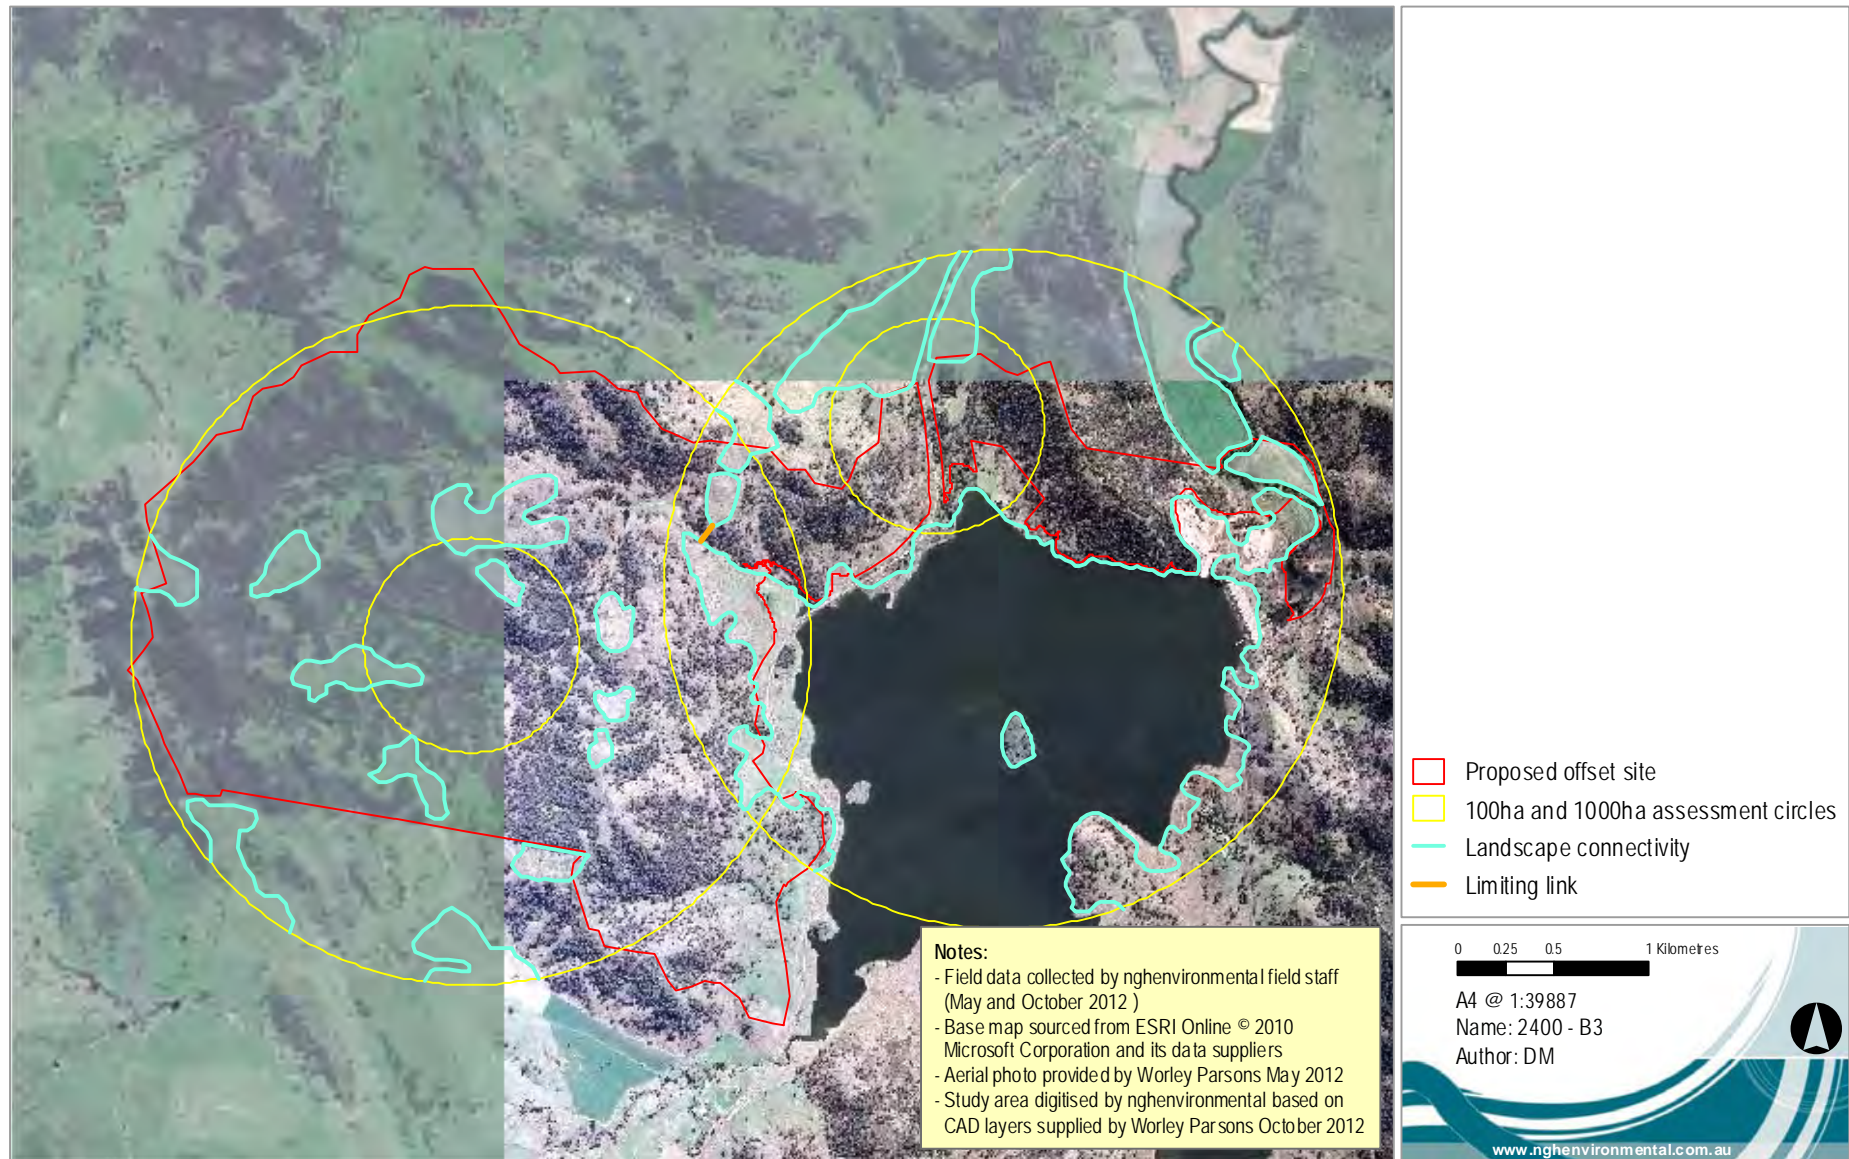 Proposed offset site
100ha and 1000ha assessment circles
Landscape connectivity
Limiting link
Notes:
- Field data collected by nghenvironmental field staff
(May and October 2012 )
- Base map sourced from ESRI Online © 2010
Microsoft Corporation and its data suppliers
- Aerial photo provided by Worley Parsons May 2012
- Study area digitised by nghenvironmental based on
CAD layers supplied by Worley Parsons October 2012
0 0.25 0.5 1 Kilometres
A4 @ 1:39887
Name: 2400 - B3
Author: DM
www.nghenvironmental.com.au